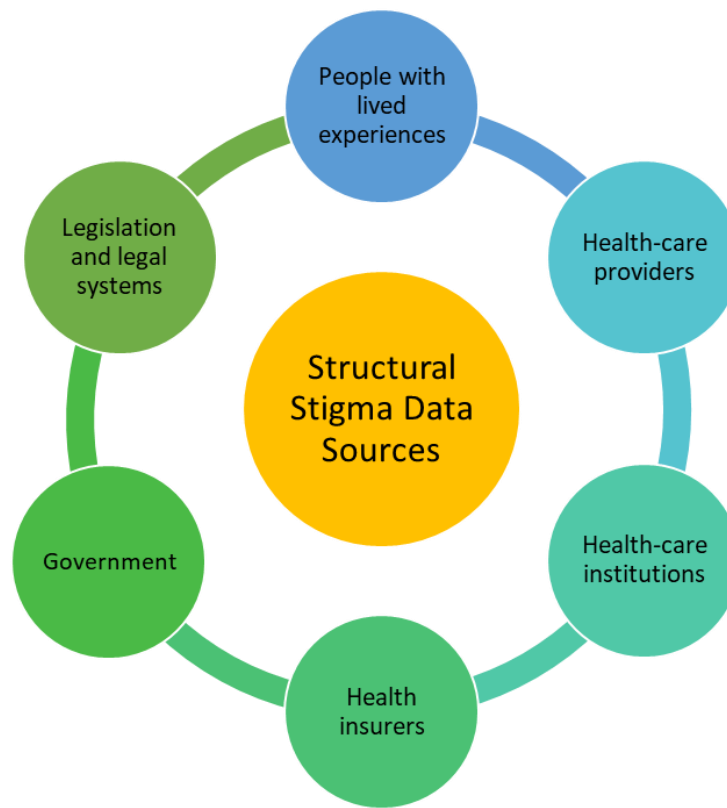 People with
lived
experiences
Health-care
providers
Health-care
institutions
Health
insurers
Government
Legislation
and legal
systems
Structural
Stigma Data
Sources